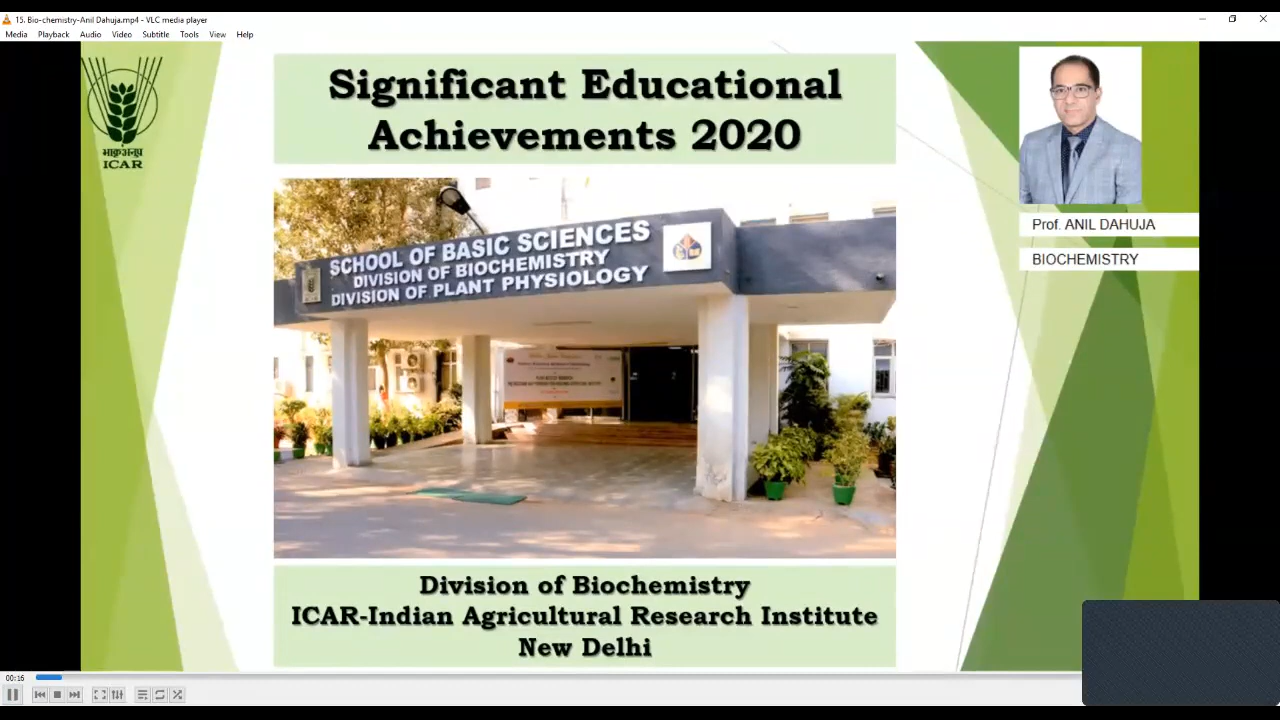 15. Bio-chemistry-Anil Dahuja.mp4 - VLC media player
Media Playback Audio Video Subtitle Tools View Help
भाकृअनुप
ICAR
Significant Educational
Achievements 2020
Prof. ANIL DAHUJA
BIOCHEMISTRY
SCHOOL OF BASIC SCIENCES
DIVISION OF BIOCHEMISTRY
DIVISION OF PLANT PHYSIOLOGY
Division of Biochemistry
ICAR-Indian Agricultural Research Institute
New Delhi
00:16